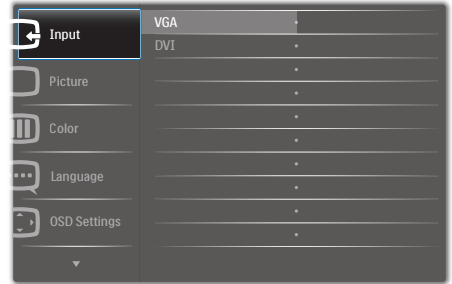 Input
VGA
DVI
Picture
Color
Language
OSD Settings